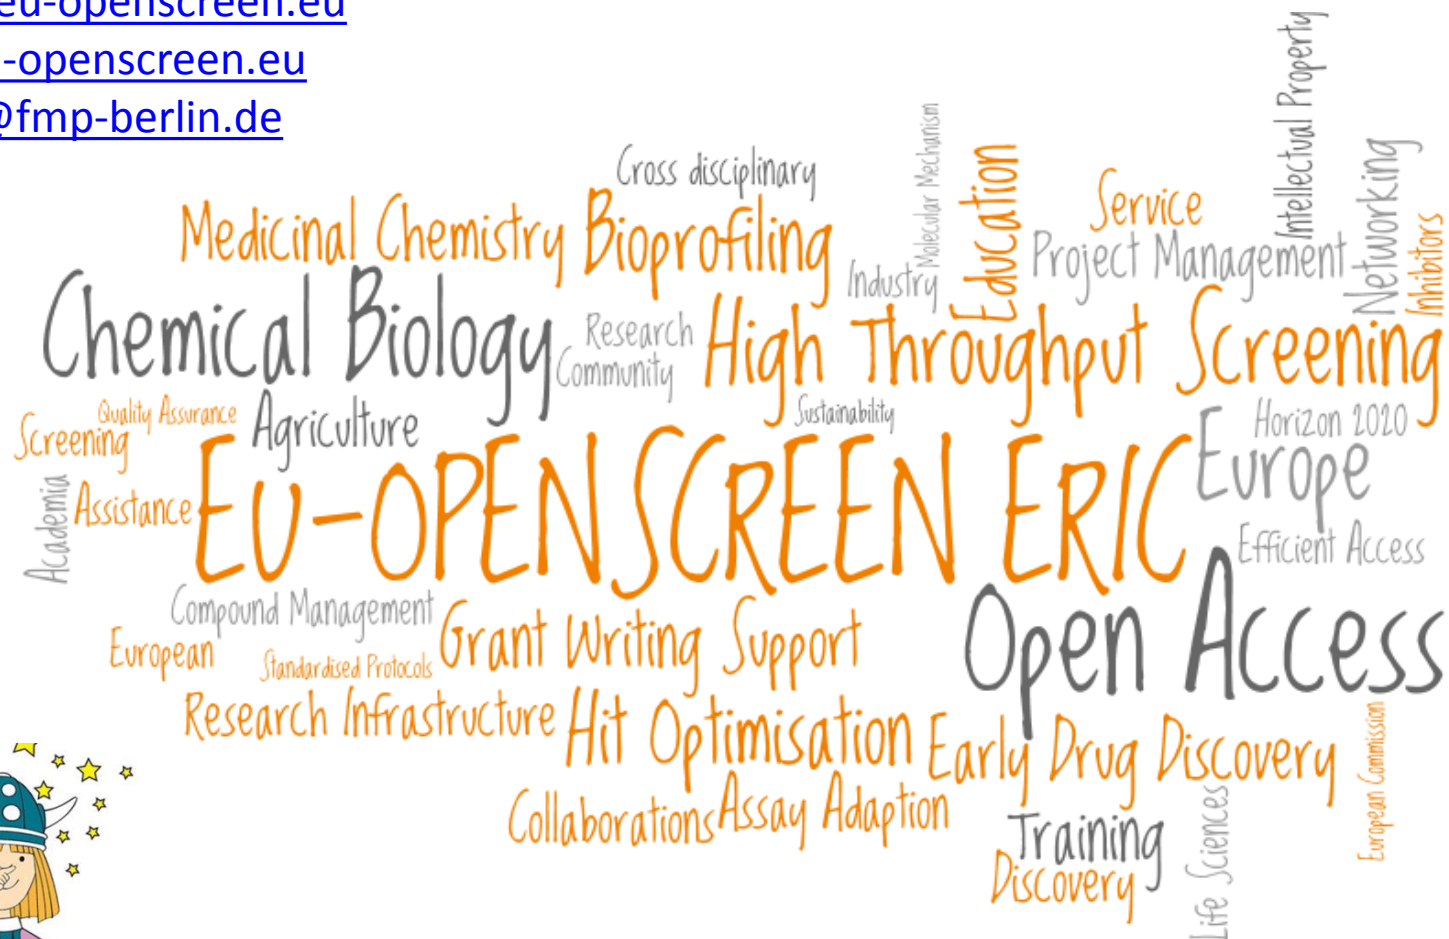 eu-openscreen.eu
-openscreen.eu
@fmp-berlin.de
Cross disciplinary
Molecular Mechanism
Education
Service
Intellectual Property
Networking
Inhibitors
Medicinal Chemistry
Bioprofiling
Industry
Project Management
Chemical Biology
Research Community
High Throughput Screening
Quality Assurance
Agriculture
Sustainability
Horizon 2020
Screening
Europe
Academia
Assistance
EU-OPENSCREEN ERIC
Efficient Access
Compound Management
Grant Writing Support
Open Access
European
Standardised Protocols
Research Infrastructure
Hit Optimisation
Early Drug Discovery
European Commission
Collaborations
Assay Adaption
Training
Life Sciences
Discovery